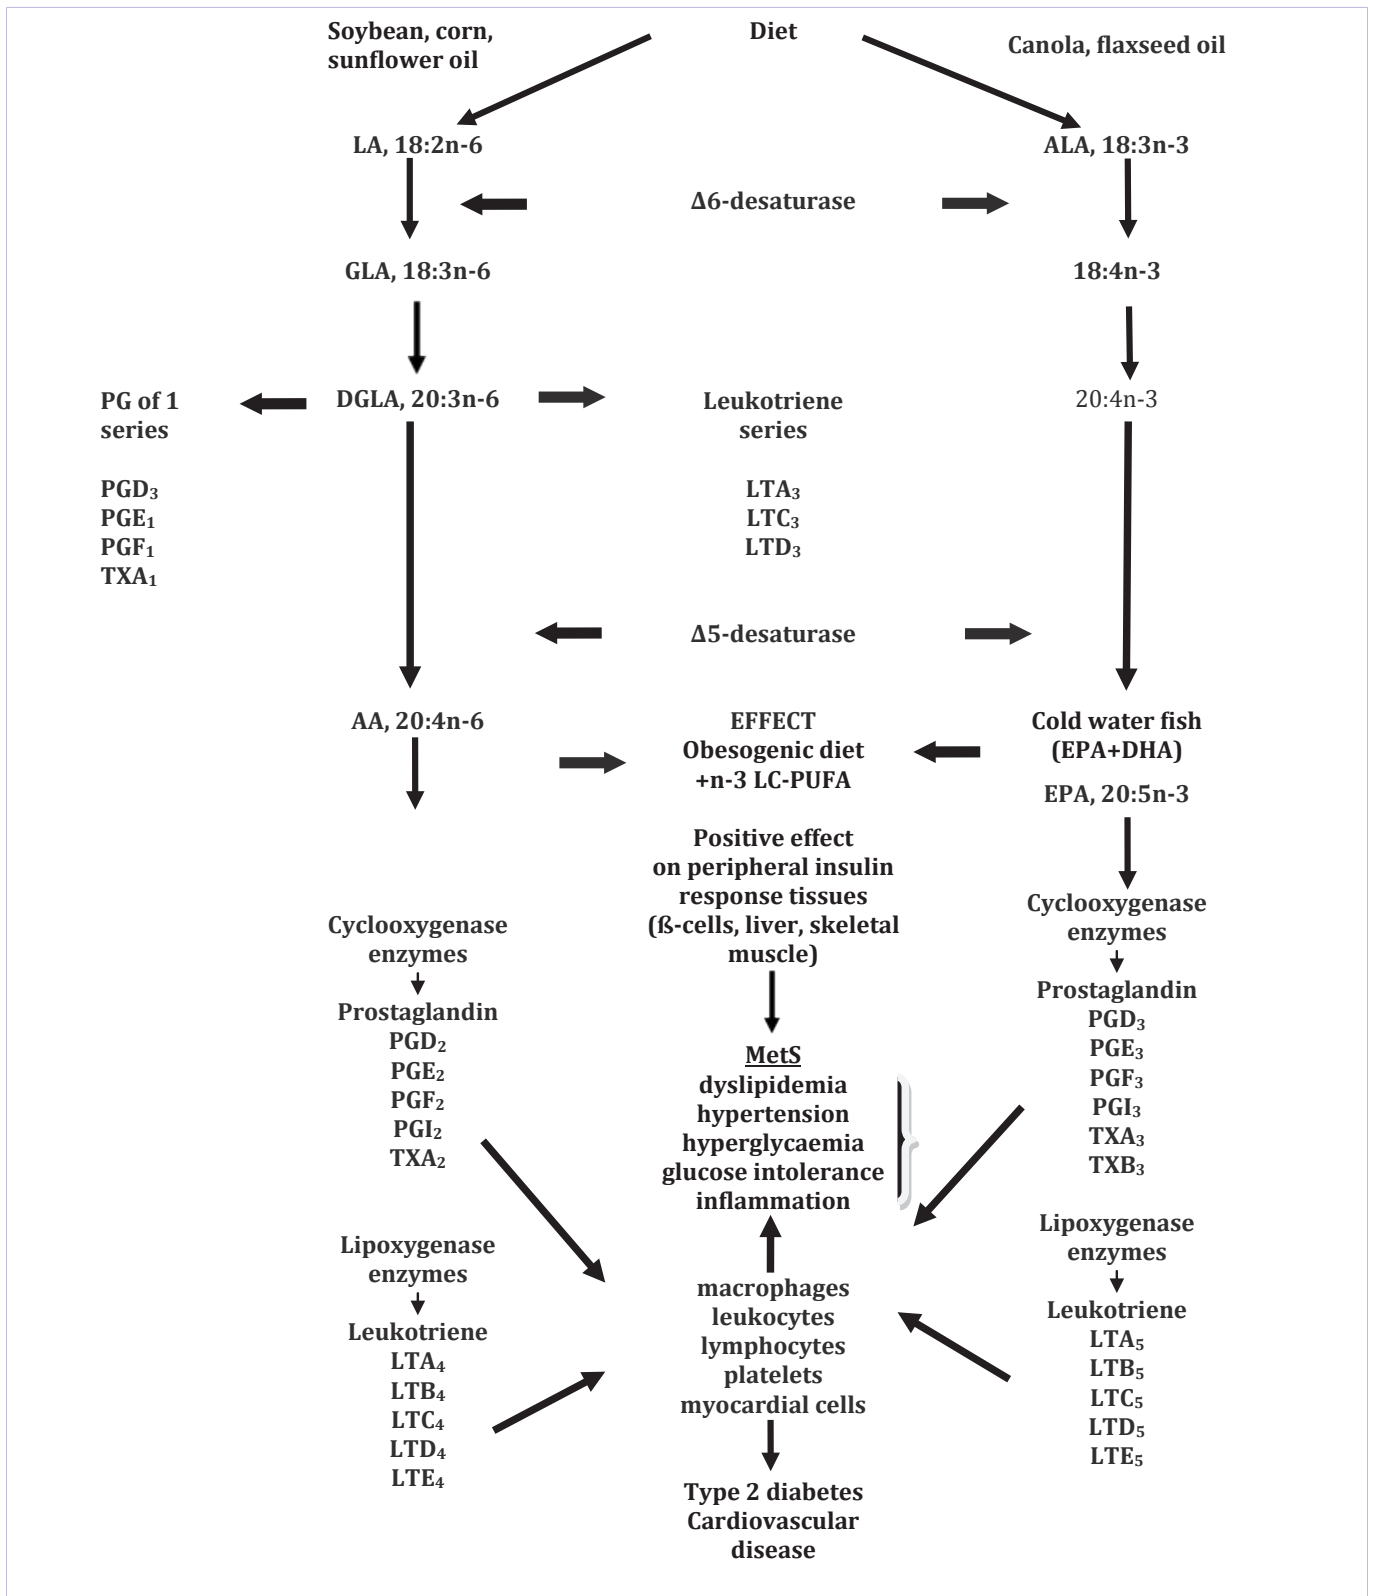 Soybean, corn,
sunflower oil
Diet
Canola, flaxseed oil
LA, 18:2n-6
ALA, 18:3n-3
Δ6-desaturase
GLA, 18:3n-6
18:4n-3
PG of 1
series
DGLA, 20:3n-6
Leukotriene
series
20:4n-3
PGD₃
PGE₁
PGF₁
TXA₁
LTA₃
LTC₃
LTD₃
Δ5-desaturase
AA, 20:4n-6
EFFECT
Obesogenic diet
+n-3 LC-PUFA
Cold water fish
(EPA+DHA)
EPA, 20:5n-3
Positive effect
on peripheral insulin
response tissues
(ß-cells, liver, skeletal
muscle)
Cyclooxygenase
enzymes
Prostaglandin
PGD₂
PGE₂
PGF₂
PGI₂
TXA₂
Cyclooxygenase
enzymes
Prostaglandin
PGD₃
PGE₃
PGF₃
PGI₃
TXA₃
TXB₃
MetS
dyslipidemia
hypertension
hyperglycaemia
glucose intolerance
inflammation
Lipoxygenase
enzymes
Leukotriene
LTA₄
LTB₄
LTC₄
LTD₄
LTE₄
macrophages
leukocytes
lymphocytes
platelets
myocardial cells
Lipoxygenase
enzymes
Leukotriene
LTA₅
LTB₅
LTC₅
LTD₅
LTE₅
Type 2 diabetes
Cardiovascular
disease